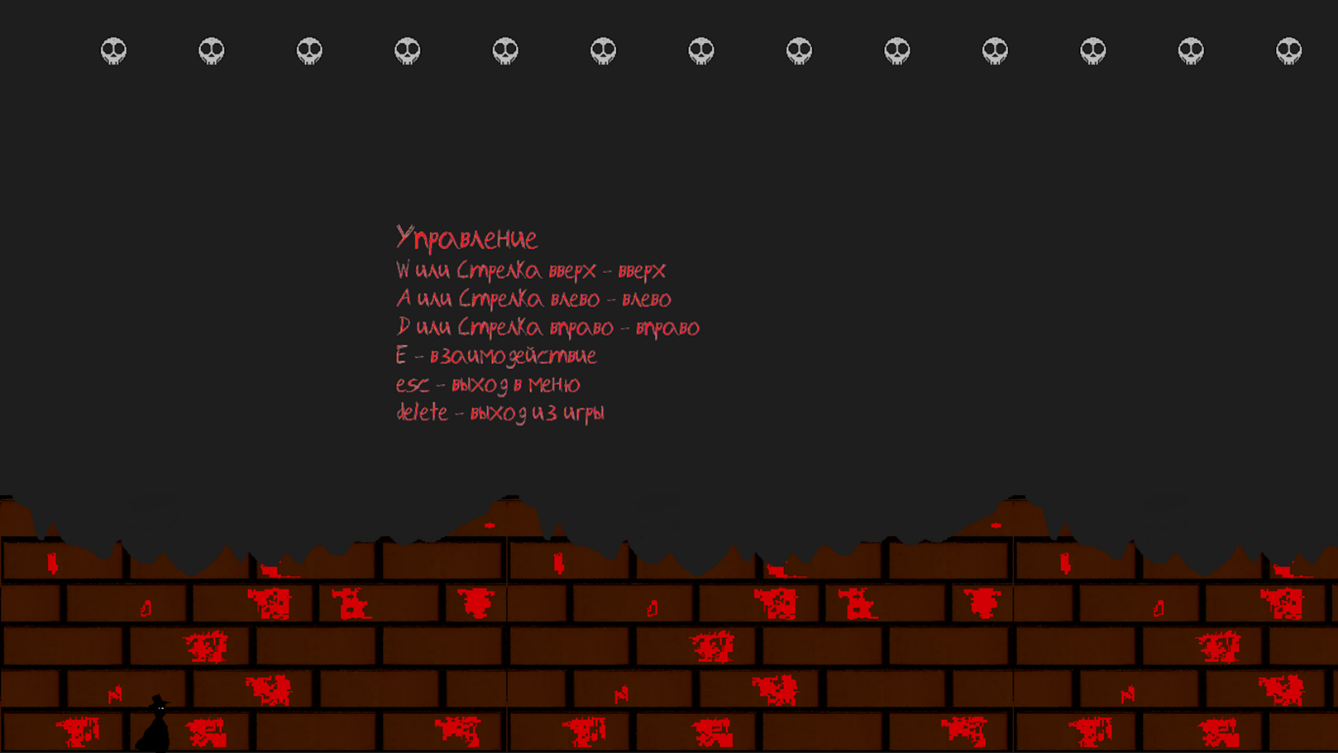 Управление
W или Стрелка вверх - вверх
A или Стрелка влево - влево
D или Стрелка вправо - вправо
E - взаимодействие
esc - выход в меню
delete - выход из игры